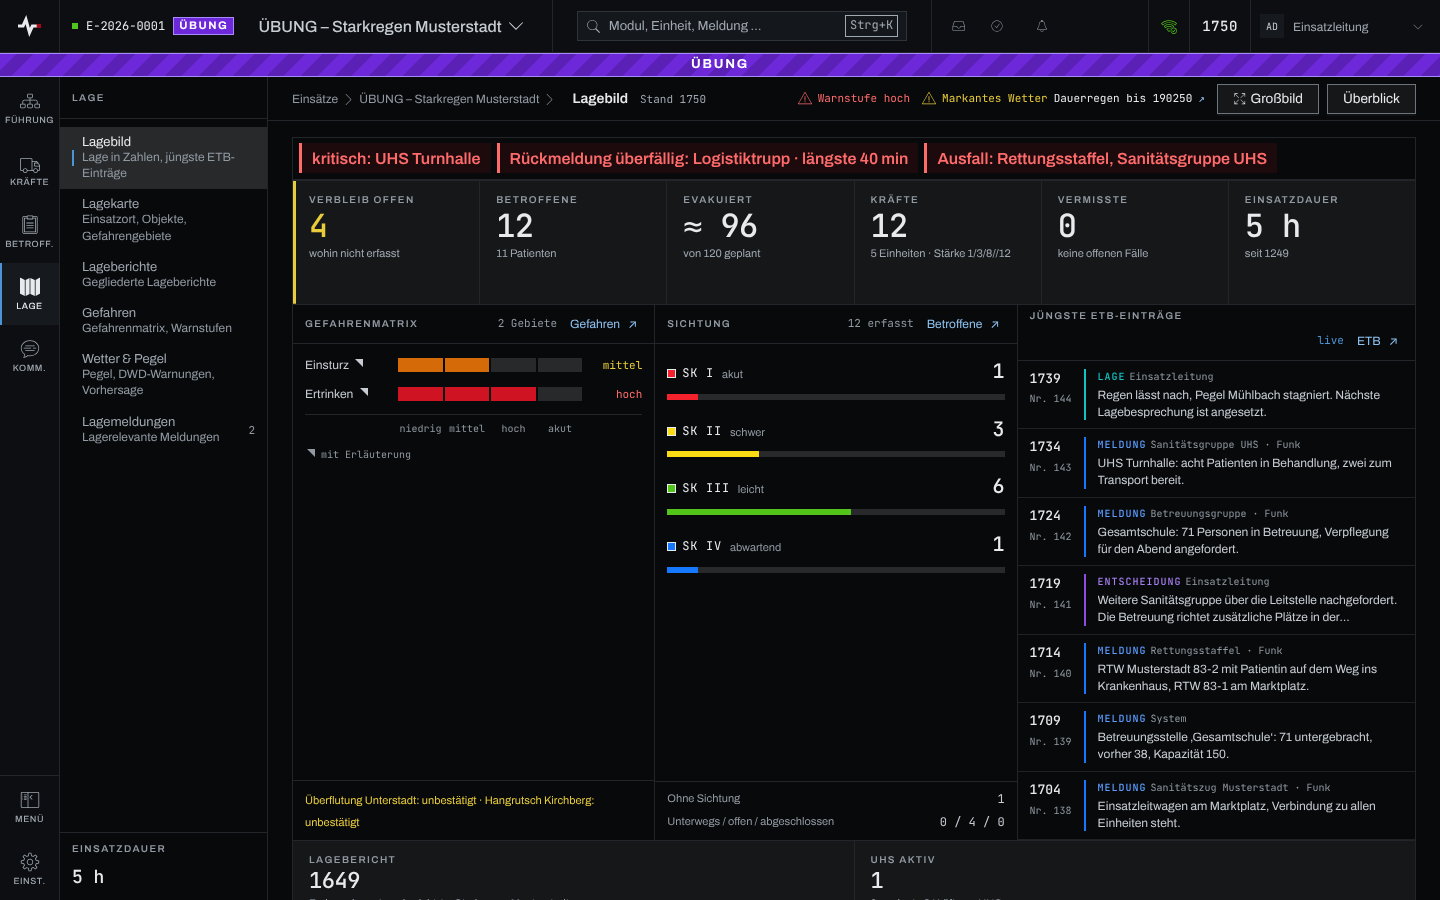 E-2026-0001 ÜBUNG ÜBUNG – Starkregen Musterstadt
Modul, Einheit, Meldung ... Strg+K
1750 AD Einsatzleitung
ÜBUNG
FÜHRUNG
KRÄFTE
BETROFF.
LAGE
KOMM.
MENÜ
EINST.
LAGE
Lagebild
Lage in Zahlen, jüngste ETB-
Einträge
Lagekarte
Einsatzort, Objekte,
Gefahrengebiete
Lageberichte
Gegliederte Lageberichte
Gefahren
Gefahrenmatrix, Warnstufen
Wetter & Pegel
Pegel, DWD-Warnungen,
Vorhersage
Lagemeldungen
Lagerelevante Meldungen 2
EINSATZDAUER
5 h
Einsätze ÜBUNG – Starkregen Musterstadt Lagebild Stand 1750
Warnstufe hoch Markantes Wetter Dauerregen bis 190250 ↗ Großbild Überblick
kritisch: UHS Turnhalle Rückmeldung überfällig: Logistiktrupp · längste 40 min Ausfall: Rettungsstaffel, Sanitätsgruppe UHS
VERBLEIB OFFEN
4
wohin nicht erfasst
BETROFFENE
12
11 Patienten
EVAKUIERT
≈ 96
von 120 geplant
KRÄFTE
12
5 Einheiten · Stärke 1/3/8//12
VERMISSTE
0
keine offenen Fälle
EINSATZDAUER
5 h
seit 1249
GEFAHRENMATRIX 2 Gebiete Gefahren ↗
Einsturz mittel
Ertrinken hoch
niedrig mittel hoch akut
mit Erläuterung
Überflutung Unterstadt: unbestätigt · Hangrutsch Kirchberg:
unbestätigt
SICHTUNG 12 erfasst Betroffene ↗
SK I akut 1
SK II schwer 3
SK III leicht 6
SK IV abwartend 1
Ohne Sichtung 1
Unterwegs / offen / abgeschlossen 0 / 4 / 0
JÜNGSTE ETB-EINTRÄGE
live ETB ↗
1739 LAGE Einsatzleitung
Nr. 144 Regen lässt nach, Pegel Mühlbach stagniert. Nächste
Lagebesprechung ist angesetzt.
1734 MELDUNG Sanitätsgruppe UHS · Funk
Nr. 143 UHS Turnhalle: acht Patienten in Behandlung, zwei zum
Transport bereit.
1724 MELDUNG Betreuungsgruppe · Funk
Nr. 142 Gesamtschule: 71 Personen in Betreuung, Verpflegung
für den Abend angefordert.
1719 ENTSCHEIDUNG Einsatzleitung
Nr. 141 Weitere Sanitätsgruppe über die Leitstelle nachgefordert.
Die Betreuung richtet zusätzliche Plätze in der...
1714 MELDUNG Rettungsstaffel · Funk
Nr. 140 RTW Musterstadt 83-2 mit Patientin auf dem Weg ins
Krankenhaus, RTW 83-1 am Marktplatz.
1709 MELDUNG System
Nr. 139 Betreuungsstelle ‚Gesamtschule‘: 71 untergebracht,
vorher 38, Kapazität 150.
1704 MELDUNG Sanitätszug Musterstadt · Funk
Nr. 138 Einsatzleitwagen am Marktplatz, Verbindung zu allen
Einheiten steht.
LAGEBERICHT
1649
UHS AKTIV
1